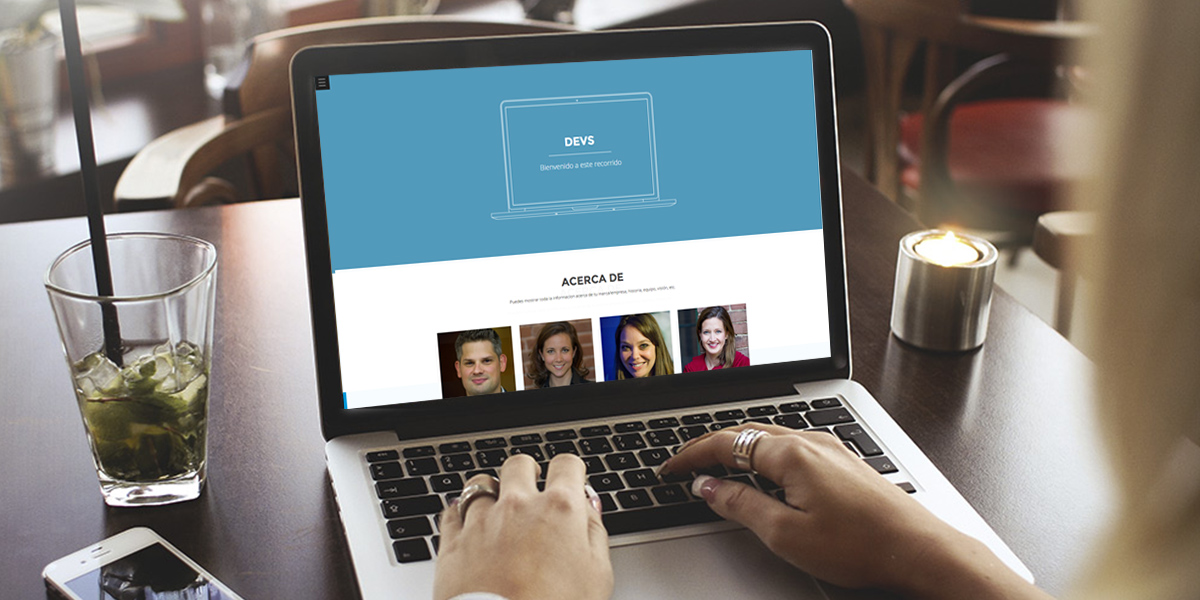 DEVS
Bienvenido a este recorrido
ACERCA DE
Puedes mostrar toda la información acerca de tu marca/empresa, historia, equipo, visión, etc.